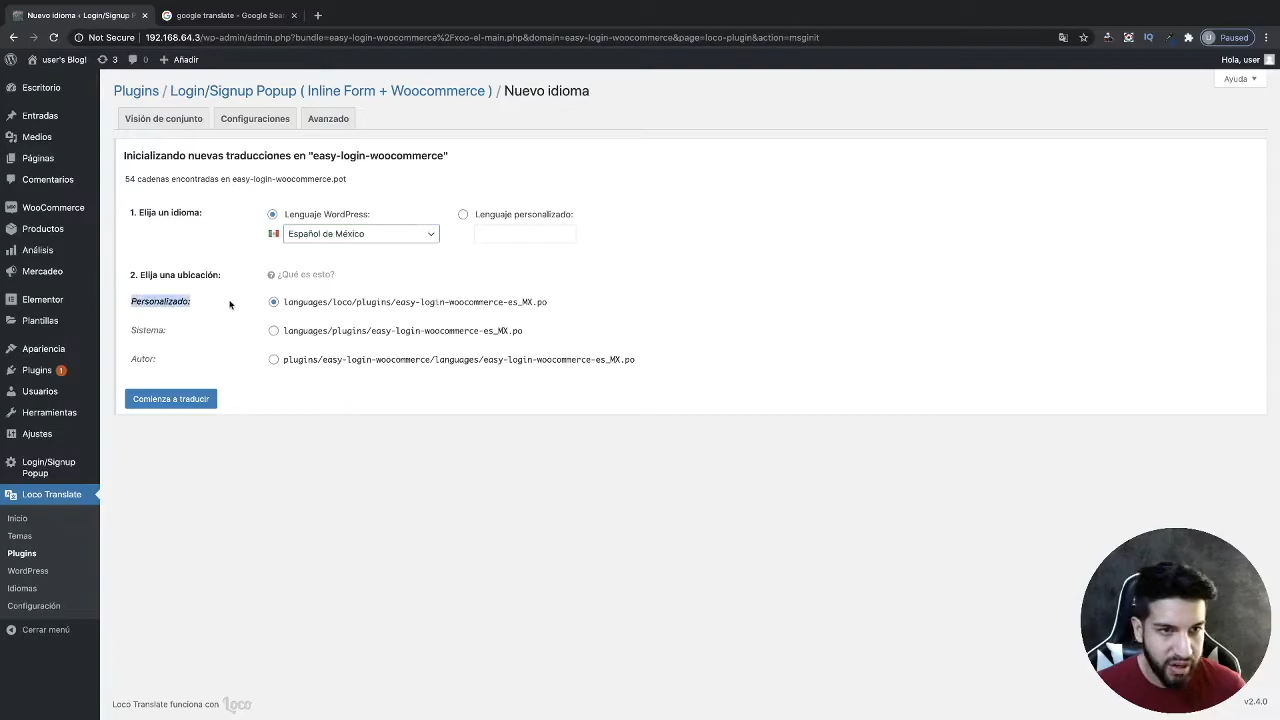 Nuevo idioma ‹ Login/Signup P
google translate - Google Sear
Not Secure
192.168.64.3/wp-admin/admin.php?bundle=easy-login-woocommerce%2Fxoo-el-main.php&domain=easy-login-woocommerce&page=loco-plugin&action=msginit
IQ
U Paused
user's Blog! 3 0 Añadir
Hola, user
Escritorio
Entradas
Medios
Páginas
Comentarios
WooCommerce
Productos
Análisis
Mercadeo
Elementor
Plantillas
Apariencia
Plugins 1
Usuarios
Herramientas
Ajustes
Login/Signup
Popup
Loco Translate
Inicio
Temas
Plugins
WordPress
Idiomas
Configuración
Cerrar menú
Ayuda
Plugins / Login/Signup Popup ( Inline Form + Woocommerce ) / Nuevo idioma
Visión de conjunto
Configuraciones
Avanzado
Inicializando nuevas traducciones en "easy-login-woocommerce"
54 cadenas encontradas en easy-login-woocommerce.pot
1. Elija un idioma:
Lenguaje WordPress:
Lenguaje personalizado:
Español de México
2. Elija una ubicación:
¿Qué es esto?
Personalizado:
languages/loco/plugins/easy-login-woocommerce-es_MX.po
Sistema:
languages/plugins/easy-login-woocommerce-es_MX.po
Autor:
plugins/easy-login-woocommerce/languages/easy-login-woocommerce-es_MX.po
Comienza a traducir
Loco Translate funciona con Loco
v2.4.0